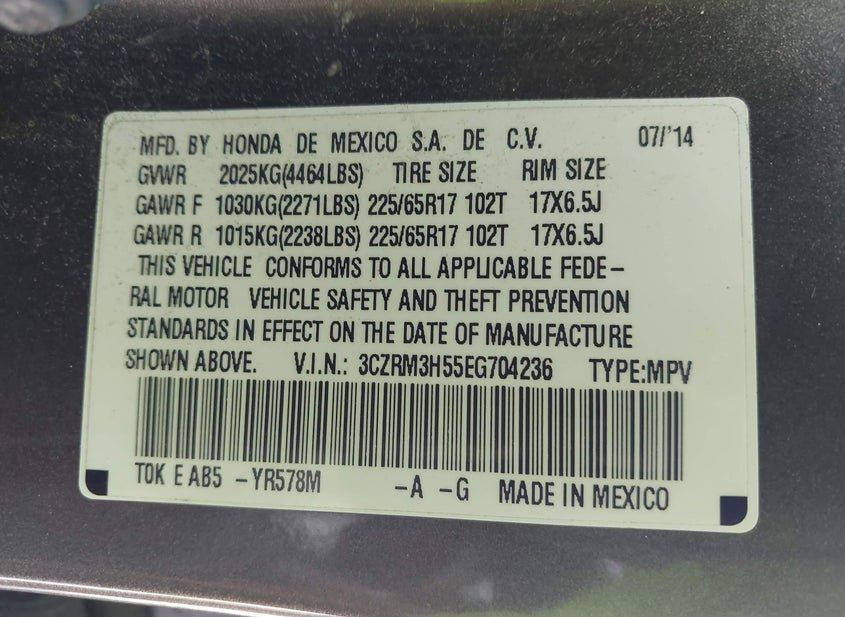 MFD. BY HONDA DE MEXICO S.A. DE C.V. 07/'14
GVWR 2025KG(4464LBS) TIRE SIZE RIM SIZE
GAWR F 1030KG(2271LBS) 225/65R17 102T 17X6.5J
GAWR R 1015KG(2238LBS) 225/65R17 102T 17X6.5J
THIS VEHICLE CONFORMS TO ALL APPLICABLE FEDE-
RAL MOTOR VEHICLE SAFETY AND THEFT PREVENTION
STANDARDS IN EFFECT ON THE DATE OF MANUFACTURE
SHOWN ABOVE. V.I.N.: 3CZRM3H55EG704236 TYPE:MPV
T0K E AB5 -YR578M -A -G MADE IN MEXICO